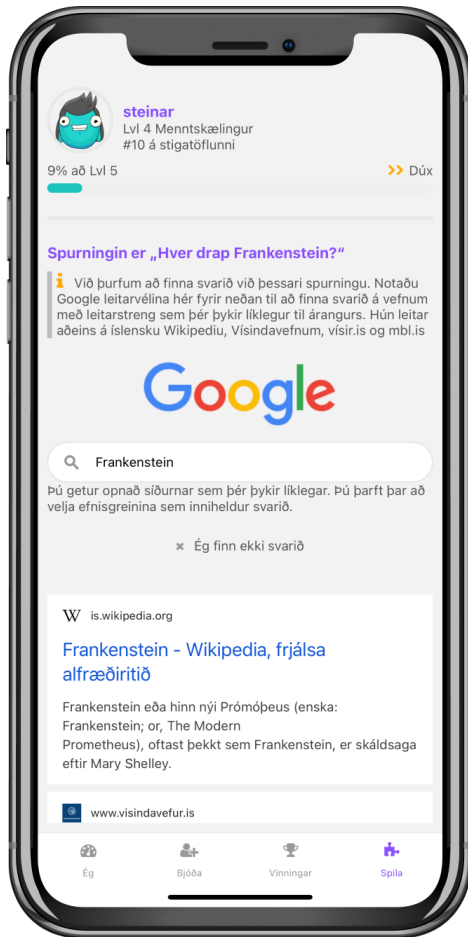 steinar
Lvl 4 Menntskælingur
#10 á stigatöflunni
9% að Lvl 5
>> Dúx
Spurningin er „Hver drap Frankenstein?“
i Við þurfum að finna svarið við þessari spurningu. Notaðu
Google leitarvélina hér fyrir neðan til að finna svarið á vefnum
með leitarstreng sem þér þykir líklegur til árangurs. Hún leitar
aðeins á íslensku Wikipediu, Vísindavefnum, vísir.is og mbl.is
Google
Frankenstein
Þú getur opnað síðurnar sem þér þykir líklegar. Þú þarft þar að
velja efnisgreinina sem inniheldur svarið.
× Ég finn ekki svarið
W is.wikipedia.org
Frankenstein - Wikipedia, frjálsa
alfræðiritið
Frankenstein eða hinn nýi Prómóþeus (enska:
Frankenstein; or, The Modern
Prometheus), oftast þekkt sem Frankenstein, er skáldsaga
eftir Mary Shelley.
www.visindavefur.is
Ég
Bjóða
Vinningar
Spila